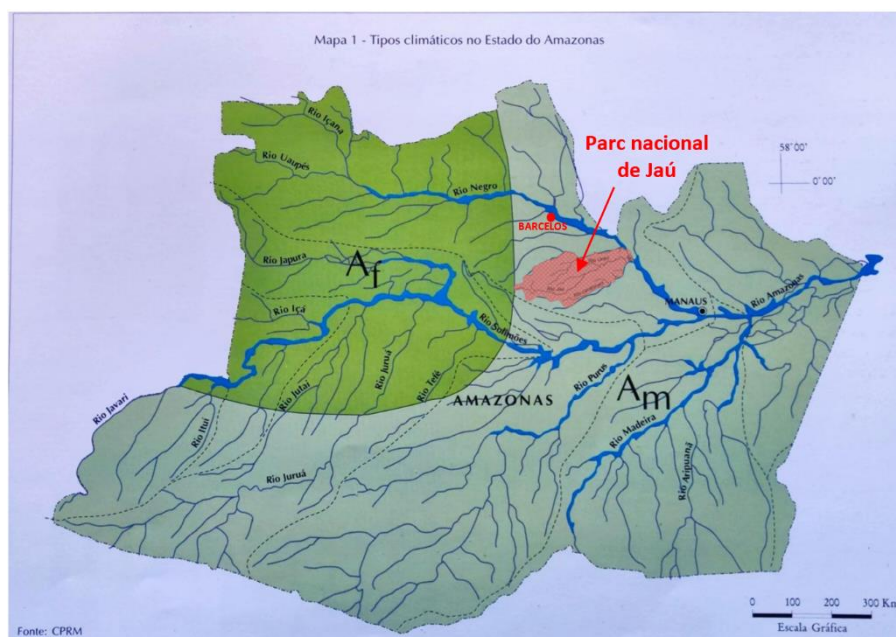 Mapa 1 - Tipos climáticos no Estado do Amazonas
Rio Içana
Rio Uaupés
Parc nacional
de Jaú
58°00'
0°00'
Rio Negro
BARCELOS
Rio Japura
Af
Rio Içá
MANAUS
Rio Amazonas
Rio Solimões
Rio Javari
Rio Ituí
Rio Jutaí
Rio Juruá
Rio Tefé
AMAZONAS
Rio Purus
Am
Rio Madeira
Rio Aripuanã
Rio Juruá
0 100 200 300 Km
Escala Gráfica
Fonte: CPRM